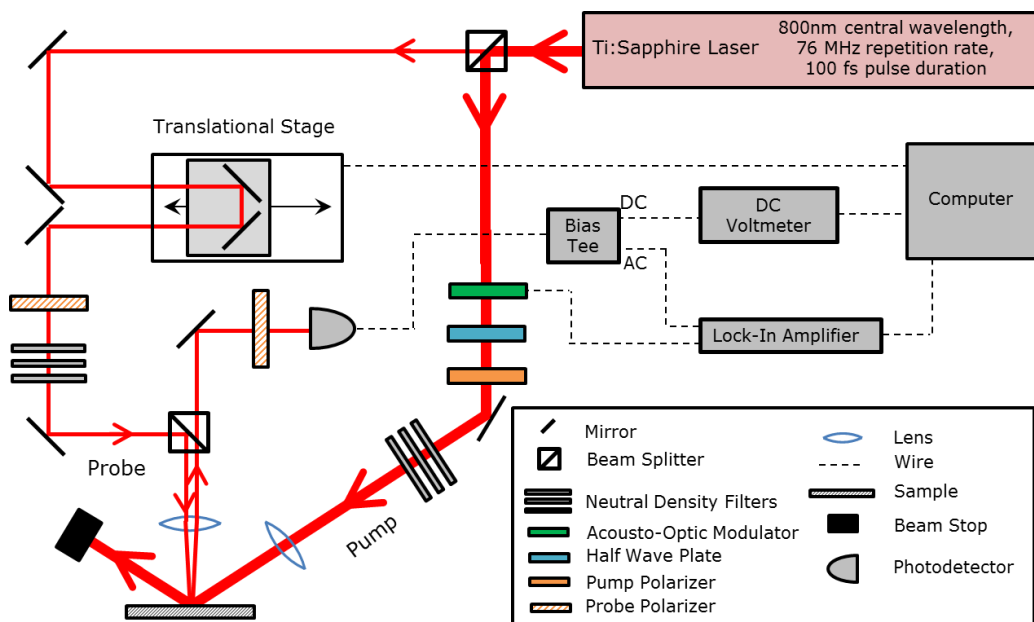 Ti:Sapphire Laser
800nm central wavelength,
76 MHz repetition rate,
100 fs pulse duration
Translational Stage
Computer
DC
DC
Voltmeter
Bias
Tee
AC
Lock-In Amplifier
Probe
Pump
Mirror
Beam Splitter
Neutral Density Filters
Acousto-Optic Modulator
Half Wave Plate
Pump Polarizer
Probe Polarizer
Lens
Wire
Sample
Beam Stop
Photodetector